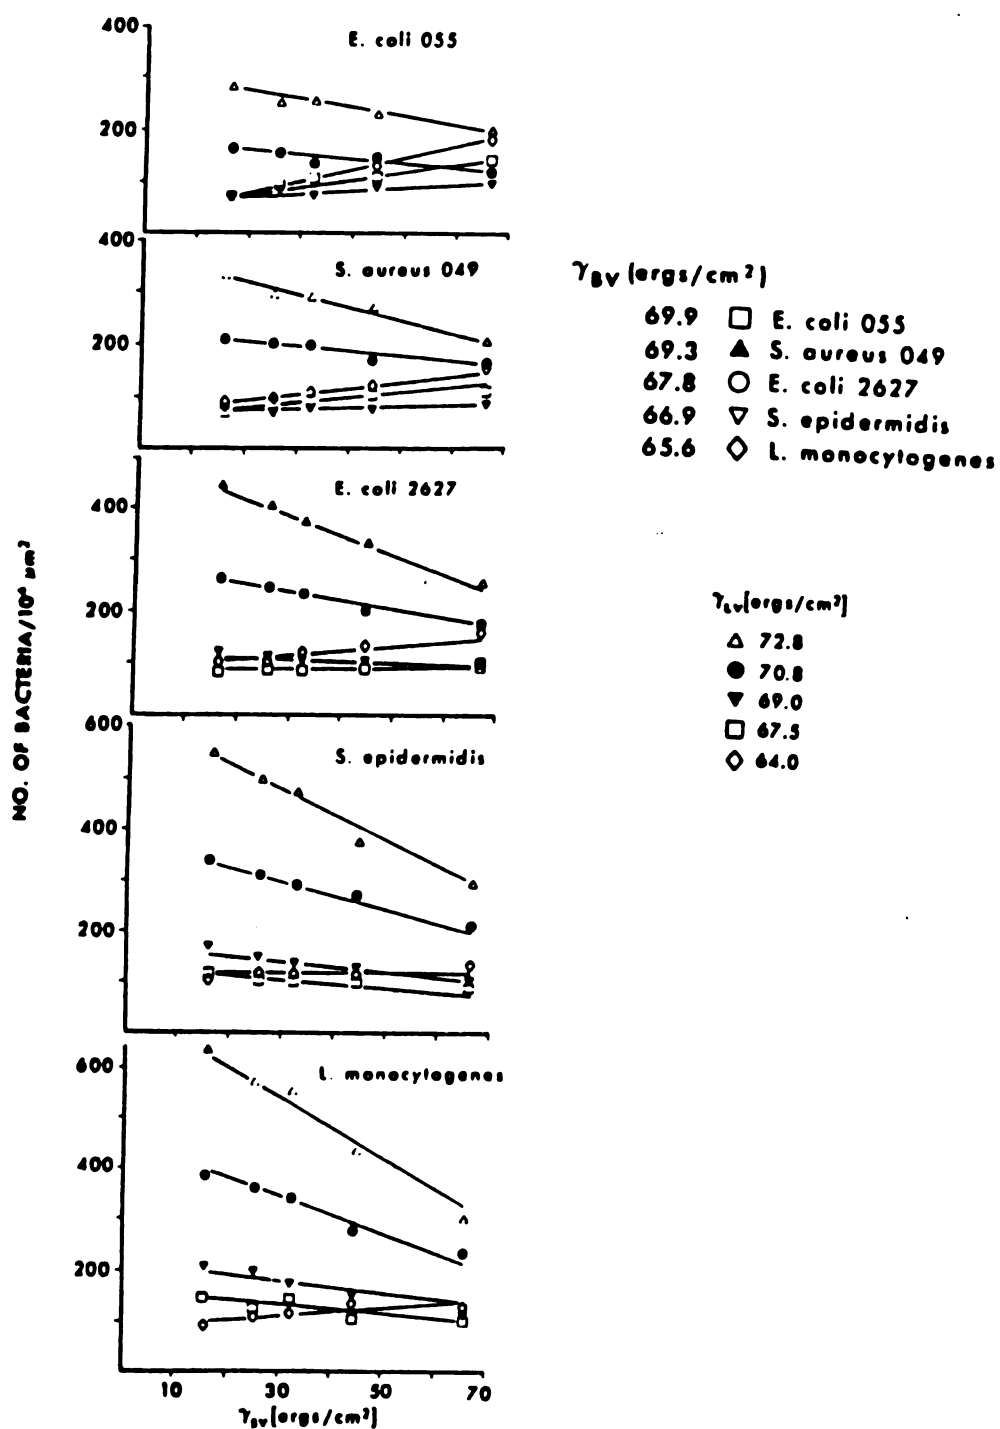 400
E. coli 055
200
400
S. aureus 049
200
E. coli 2627
400
200
600
S. epidermidis
400
200
600
L. monocytogenes
400
200
10 30 50 70
NO. OF BACTERIA/10⁴ μm²
γBV (ergs/cm²)
69.9 □ E. coli 055
69.3 ▲ S. aureus 049
67.8 ○ E. coli 2627
66.9 ▽ S. epidermidis
65.6 ◇ L. monocytogenes
γLV[ergs/cm²]
△ 72.8
● 70.8
▼ 69.0
□ 67.5
◇ 64.0